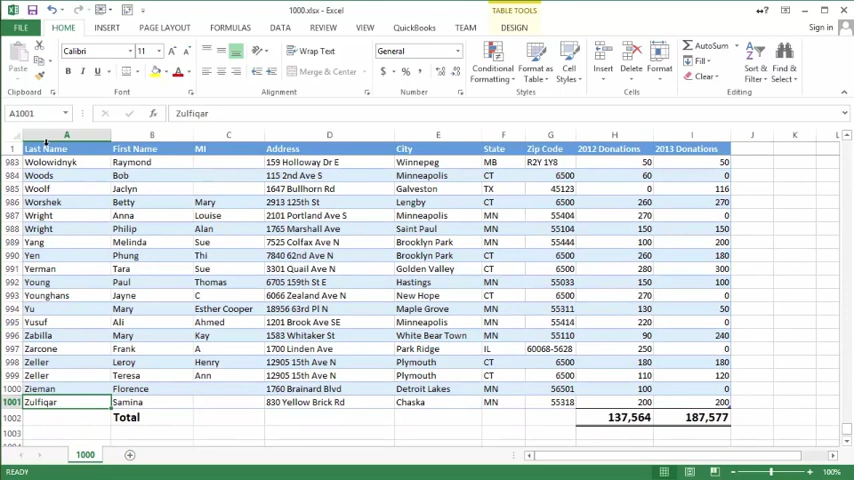 1000.xlsx - Excel
TABLE TOOLS
Sign in
FILE HOME INSERT PAGE LAYOUT FORMULAS DATA REVIEW VIEW QuickBooks TEAM DESIGN
Calibri 11 Wrap Text General AutoSum
Paste B I U Merge & Center $ % Conditional Formatting Format as Table Cell Styles Insert Delete Format Fill Clear Sort & Filter Find & Select
Clipboard Font Alignment Number Styles Cells Editing
A1001 Zulfiqar
A B C D E F G H I J K L
1 Last Name First Name MI Address City State Zip Code 2012 Donations 2013 Donations
983 Wolowidnyk Raymond 159 Holloway Dr E Winnepeg MB R2Y 1Y8 50 50
984 Woods Bob 115 2nd Ave S Minneapolis CT 6500 60 0
985 Woolf Jaclyn 1647 Bullhorn Rd Galveston TX 45123 0 116
986 Worshek Betty Mary 2913 125th St Lengby CT 6500 260 270
987 Wright Anna Louise 2101 Portland Ave S Minneapolis MN 55404 270 0
988 Wright Philip Alan 1765 Marshall Ave Saint Paul MN 55104 150 150
989 Yang Melinda Sue 7525 Colfax Ave N Brooklyn Park MN 55444 100 200
990 Yen Phung Thi 7840 62nd Ave N Brooklyn Park CT 6500 260 180
991 Yerman Tara Sue 3301 Quail Ave N Golden Valley CT 6500 280 300
992 Young Paul Thomas 6705 159th St E Hastings MN 55033 150 100
993 Younghans Jayne C 6066 Zealand Ave N New Hope CT 6500 270 0
994 Yu Mary Esther Cooper 18956 63rd Pl N Maple Grove MN 55311 130 50
995 Yusuf Ali Ahmed 1201 Brook Ave SE Minneapolis MN 55414 220 0
996 Zabilla Mary Kay 1583 Whitaker St White Bear Town MN 55110 90 240
997 Zarcone Frank A 1700 Linden Ave Park Ridge IL 60068-5628 250 0
998 Zeller Leroy Henry 12905 15th Ave N Plymouth CT 6500 180 180
999 Zeller Teresa Ann 12905 15th Ave N Plymouth CT 6500 110 120
1000 Zieman Florence 1760 Brainard Blvd Detroit Lakes MN 56501 100 0
1001 Zulfiqar Samina 830 Yellow Brick Rd Chaska MN 55318 200 200
1002 Total 137,564 187,577
1003
1000
READY 100%